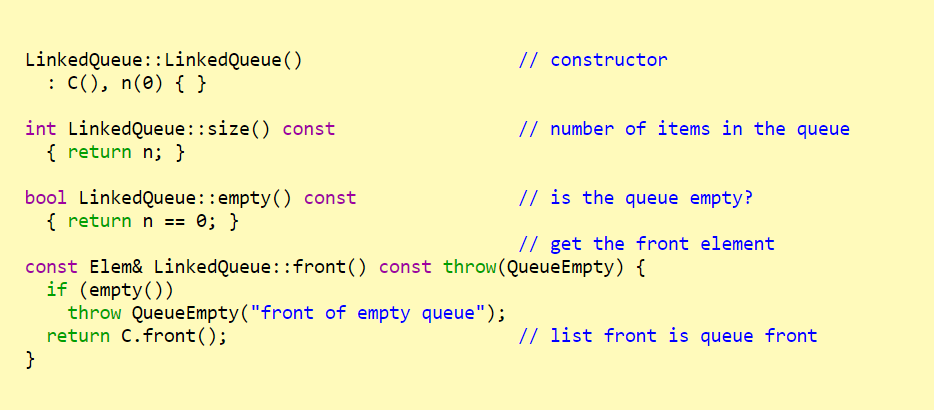 LinkedQueue::LinkedQueue() // constructor
: C(), n(0) { }
int LinkedQueue::size() const // number of items in the queue
{ return n; }
bool LinkedQueue::empty() const // is the queue empty?
{ return n == 0; }
// get the front element
const Elem& LinkedQueue::front() const throw(QueueEmpty) {
if (empty())
throw QueueEmpty("front of empty queue");
return C.front(); // list front is queue front
}